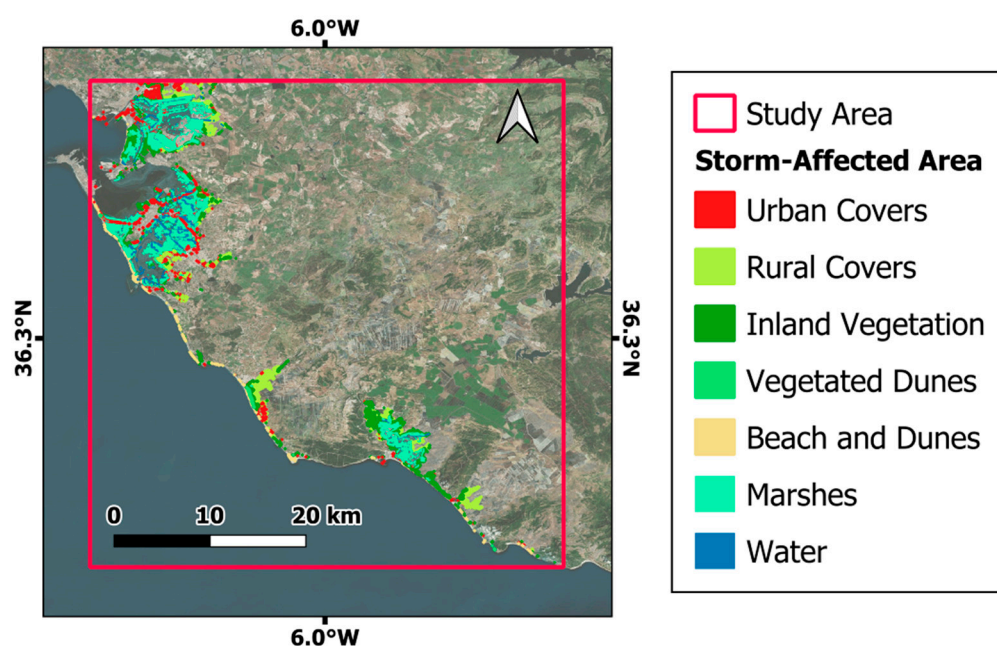 6.0°W
36.3°N
36.3°N
0 10 20 km
6.0°W
Study Area
Storm-Affected Area
Urban Covers
Rural Covers
Inland Vegetation
Vegetated Dunes
Beach and Dunes
Marshes
Water